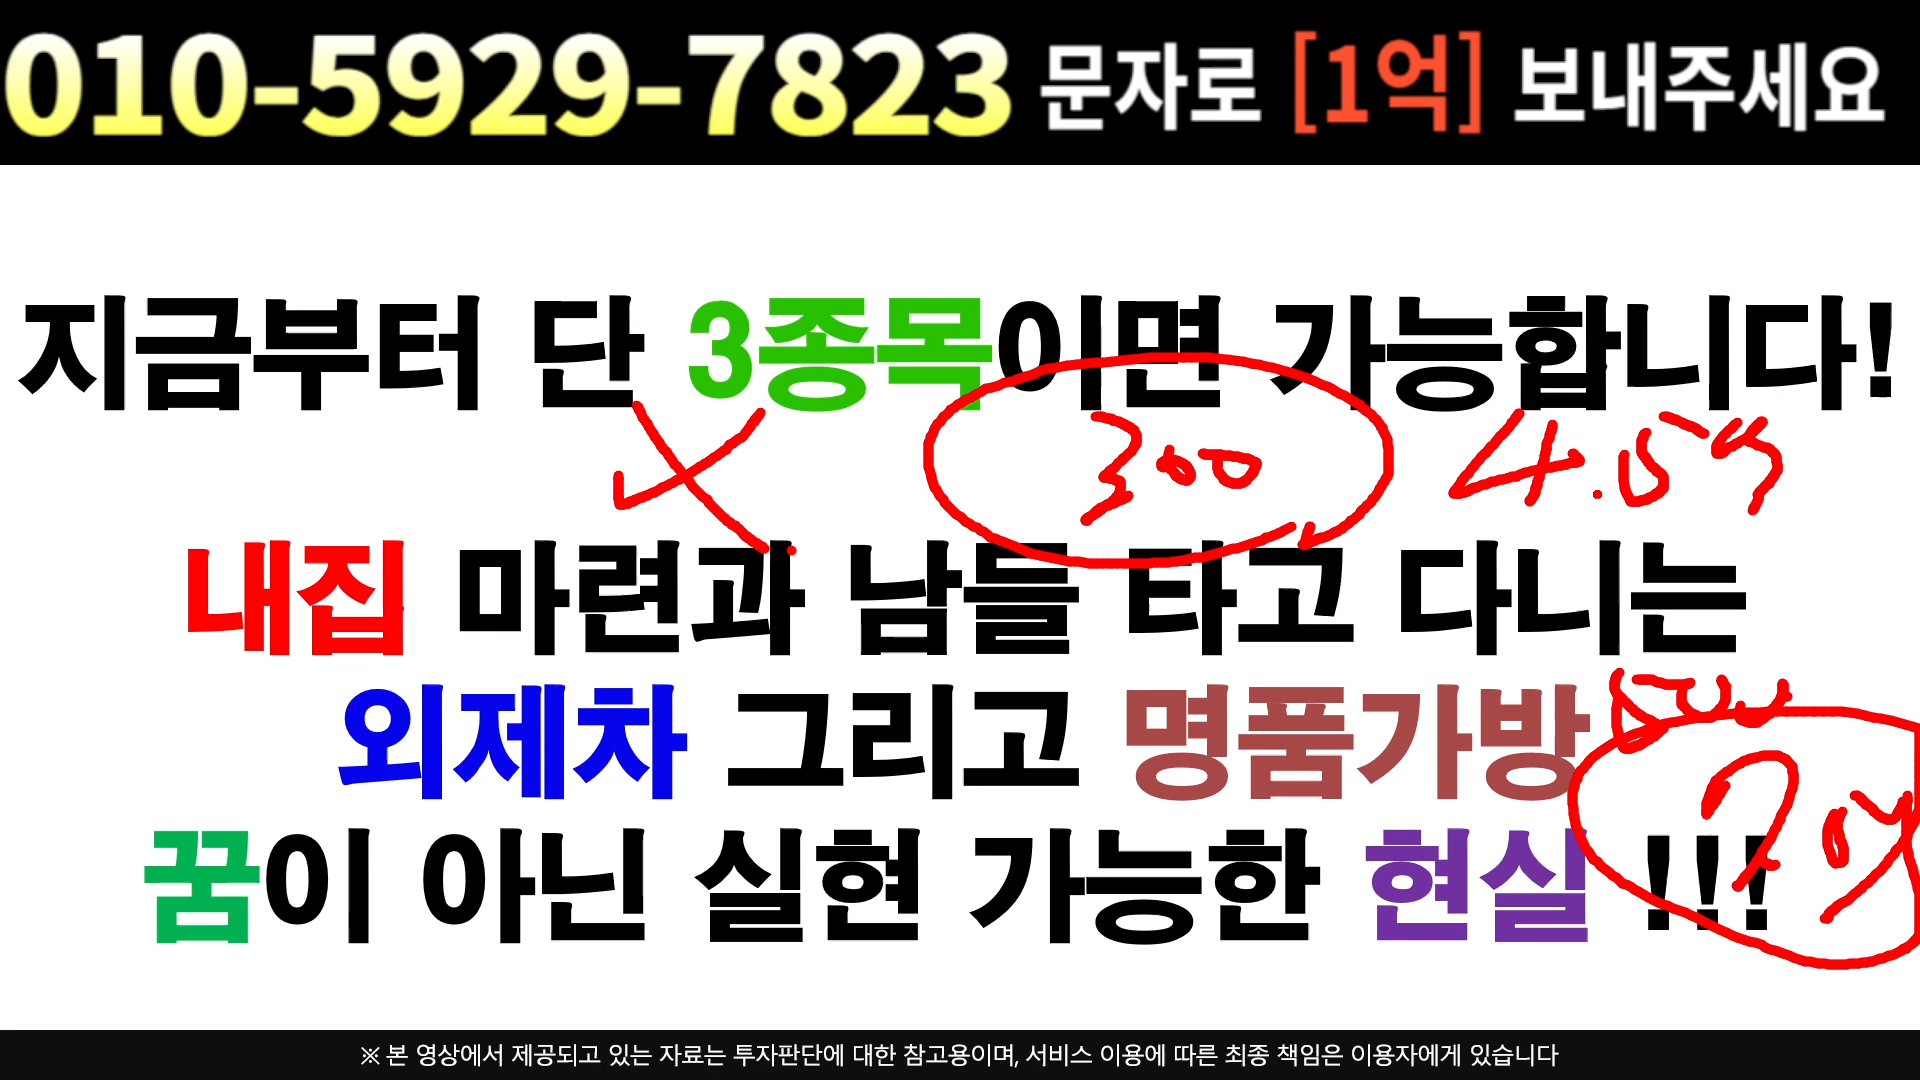 010-5929-7823 문자로 [1억] 보내주세요
지금부터 단 3종목이면 가능합니다!
300
4.5억
내집 마련과 남들 타고 다니는
외제차 그리고 명품가방
꿈이 아닌 실현 가능한 현실 !!!
※ 본 영상에서 제공되고 있는 자료는 투자판단에 대한 참고용이며, 서비스 이용에 따른 최종 책임은 이용자에게 있습니다